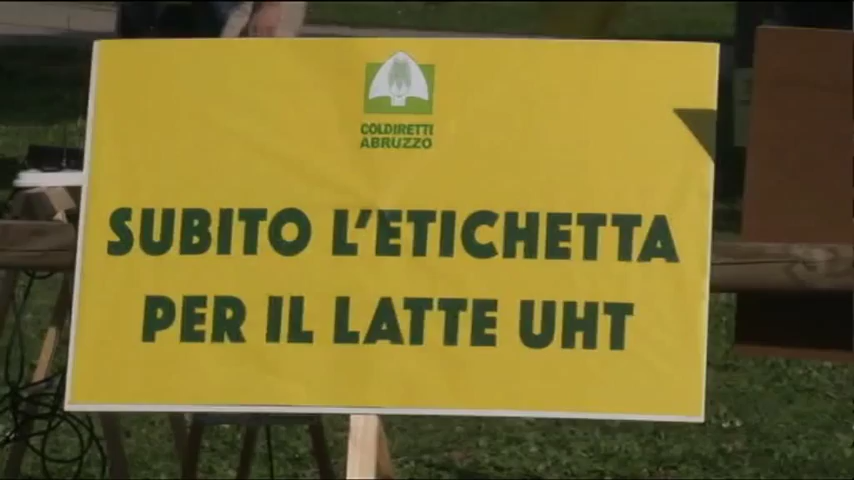 COLDIRETTI
ABRUZZO
SUBITO L'ETICHETTA
PER IL LATTE UHT